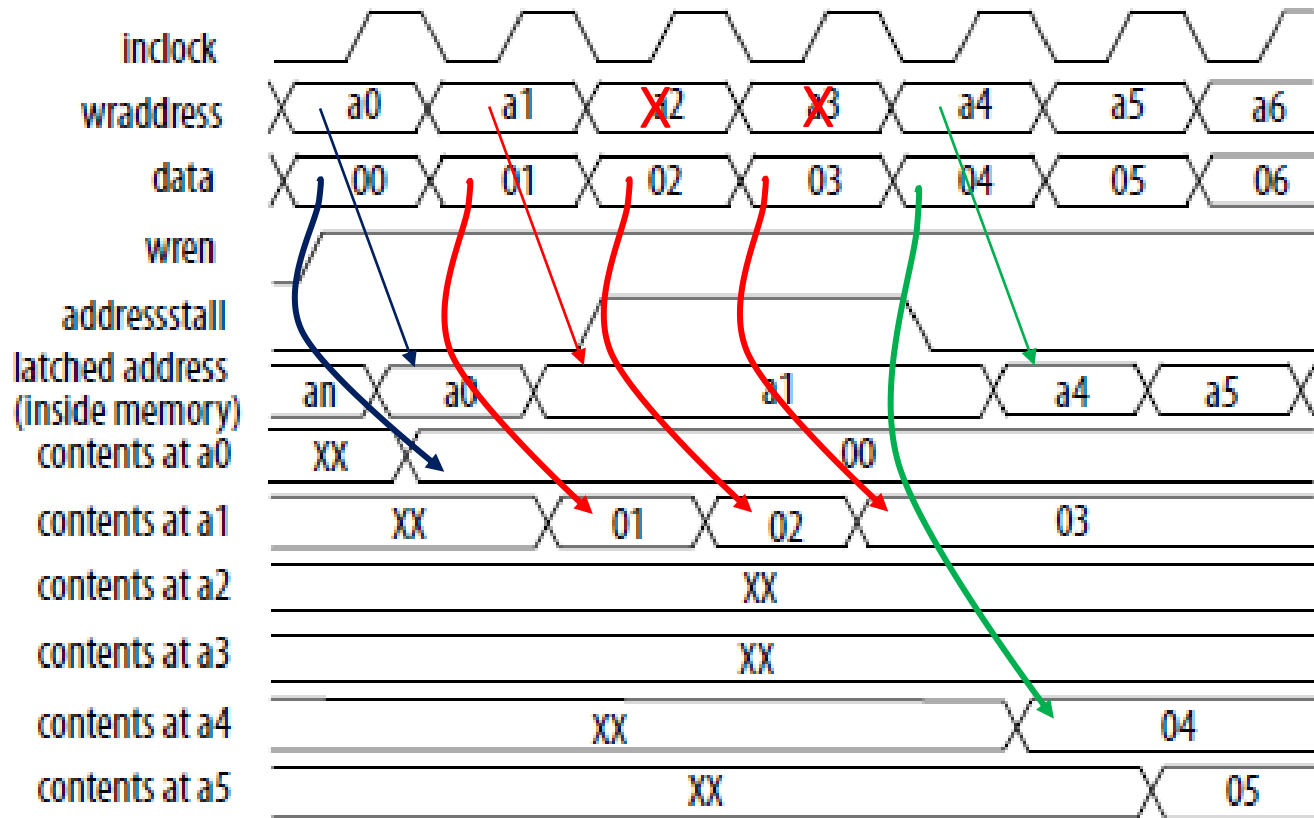 inclock
wraddress a0 a1 a2 a3 a4 a5 a6
data 00 01 02 03 04 05 06
wren
addressstall
latched address
(inside memory) an a0 a1 a4 a5
contents at a0 XX 00
contents at a1 XX 01 02 03
contents at a2 XX
contents at a3 XX
contents at a4 XX 04
contents at a5 XX 05